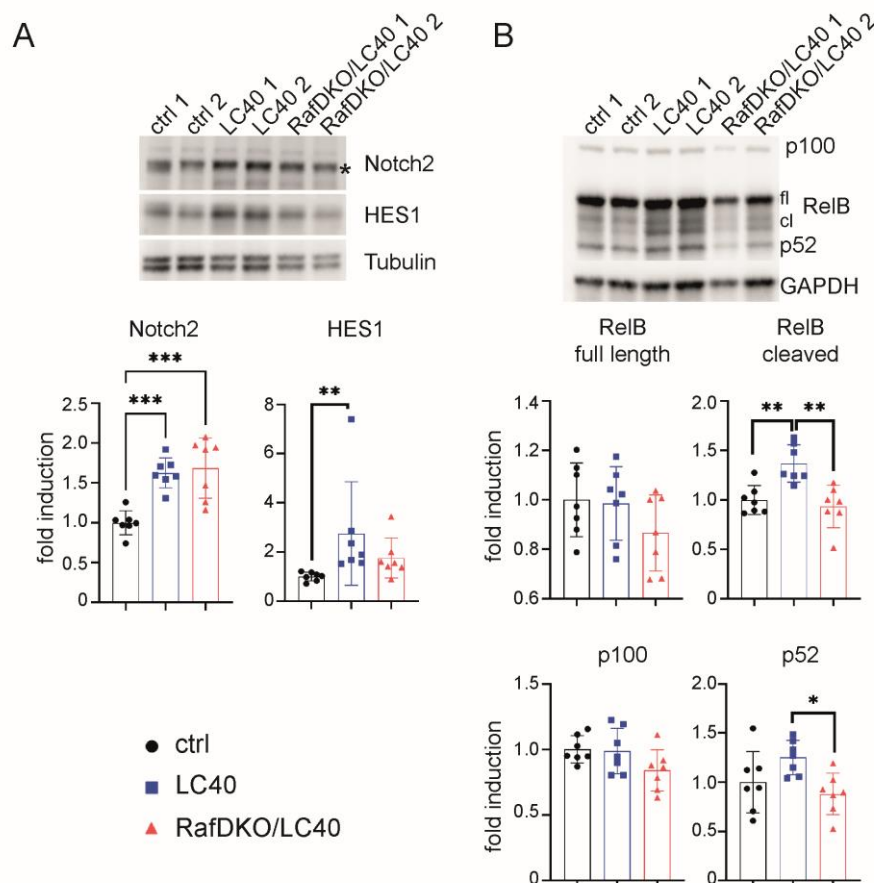 A
ctrl 1
ctrl 2
LC40 1
LC40 2
RafDKO/LC40 1
RafDKO/LC40 2
Notch2
*
HES1
Tubulin
Notch2
HES1
fold induction
2.5
2.0
1.5
1.0
0.5
0
***
***
8
6
4
2
0
**
ctrl
LC40
RafDKO/LC40
B
ctrl 1
ctrl 2
LC40 1
LC40 2
RafDKO/LC40 1
RafDKO/LC40 2
p100
fl
RelB
cl
p52
GAPDH
RelB
full length
RelB
cleaved
fold induction
1.4
1.2
1.0
0.8
0.6
2.0
1.5
1.0
0.5
0
**
**
p100
p52
fold induction
1.5
1.0
0.5
0
2.0
1.5
1.0
0.5
0
*